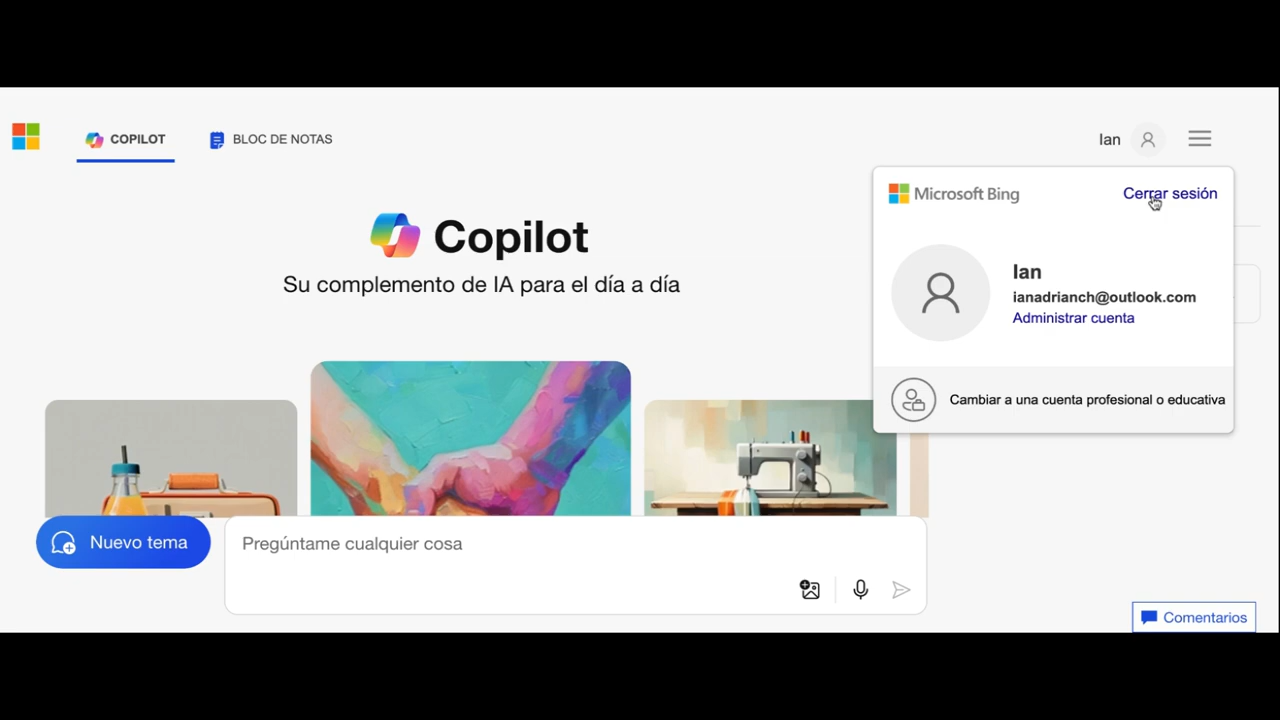 COPILOT
BLOC DE NOTAS
Ian
Microsoft Bing
Cerrar sesión
Copilot
Su complemento de IA para el día a día
Ian
ianadrianch@outlook.com
Administrar cuenta
Cambiar a una cuenta profesional o educativa
Nuevo tema
Pregúntame cualquier cosa
Comentarios